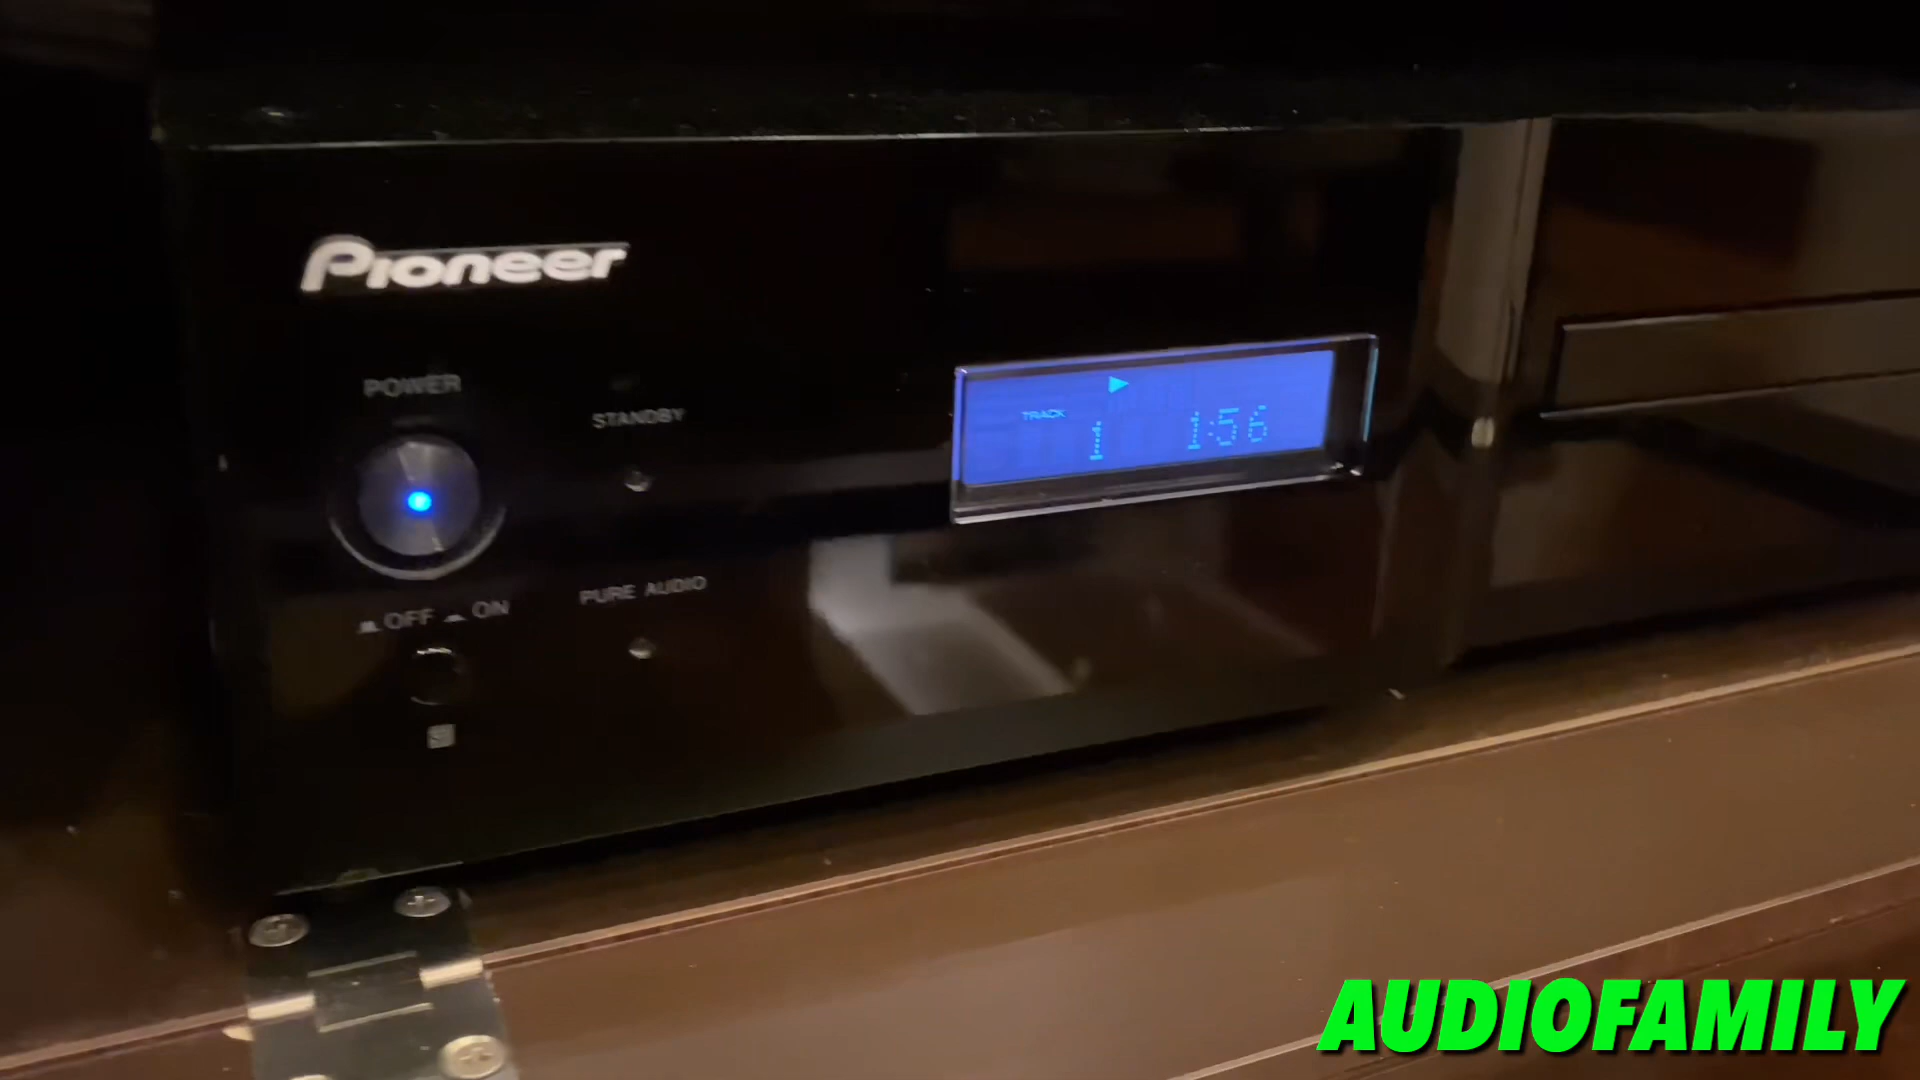 Pioneer
POWER
STANDBY
TRACK
1 1:56
OFF ON
PURE AUDIO
AUDIOFAMILY